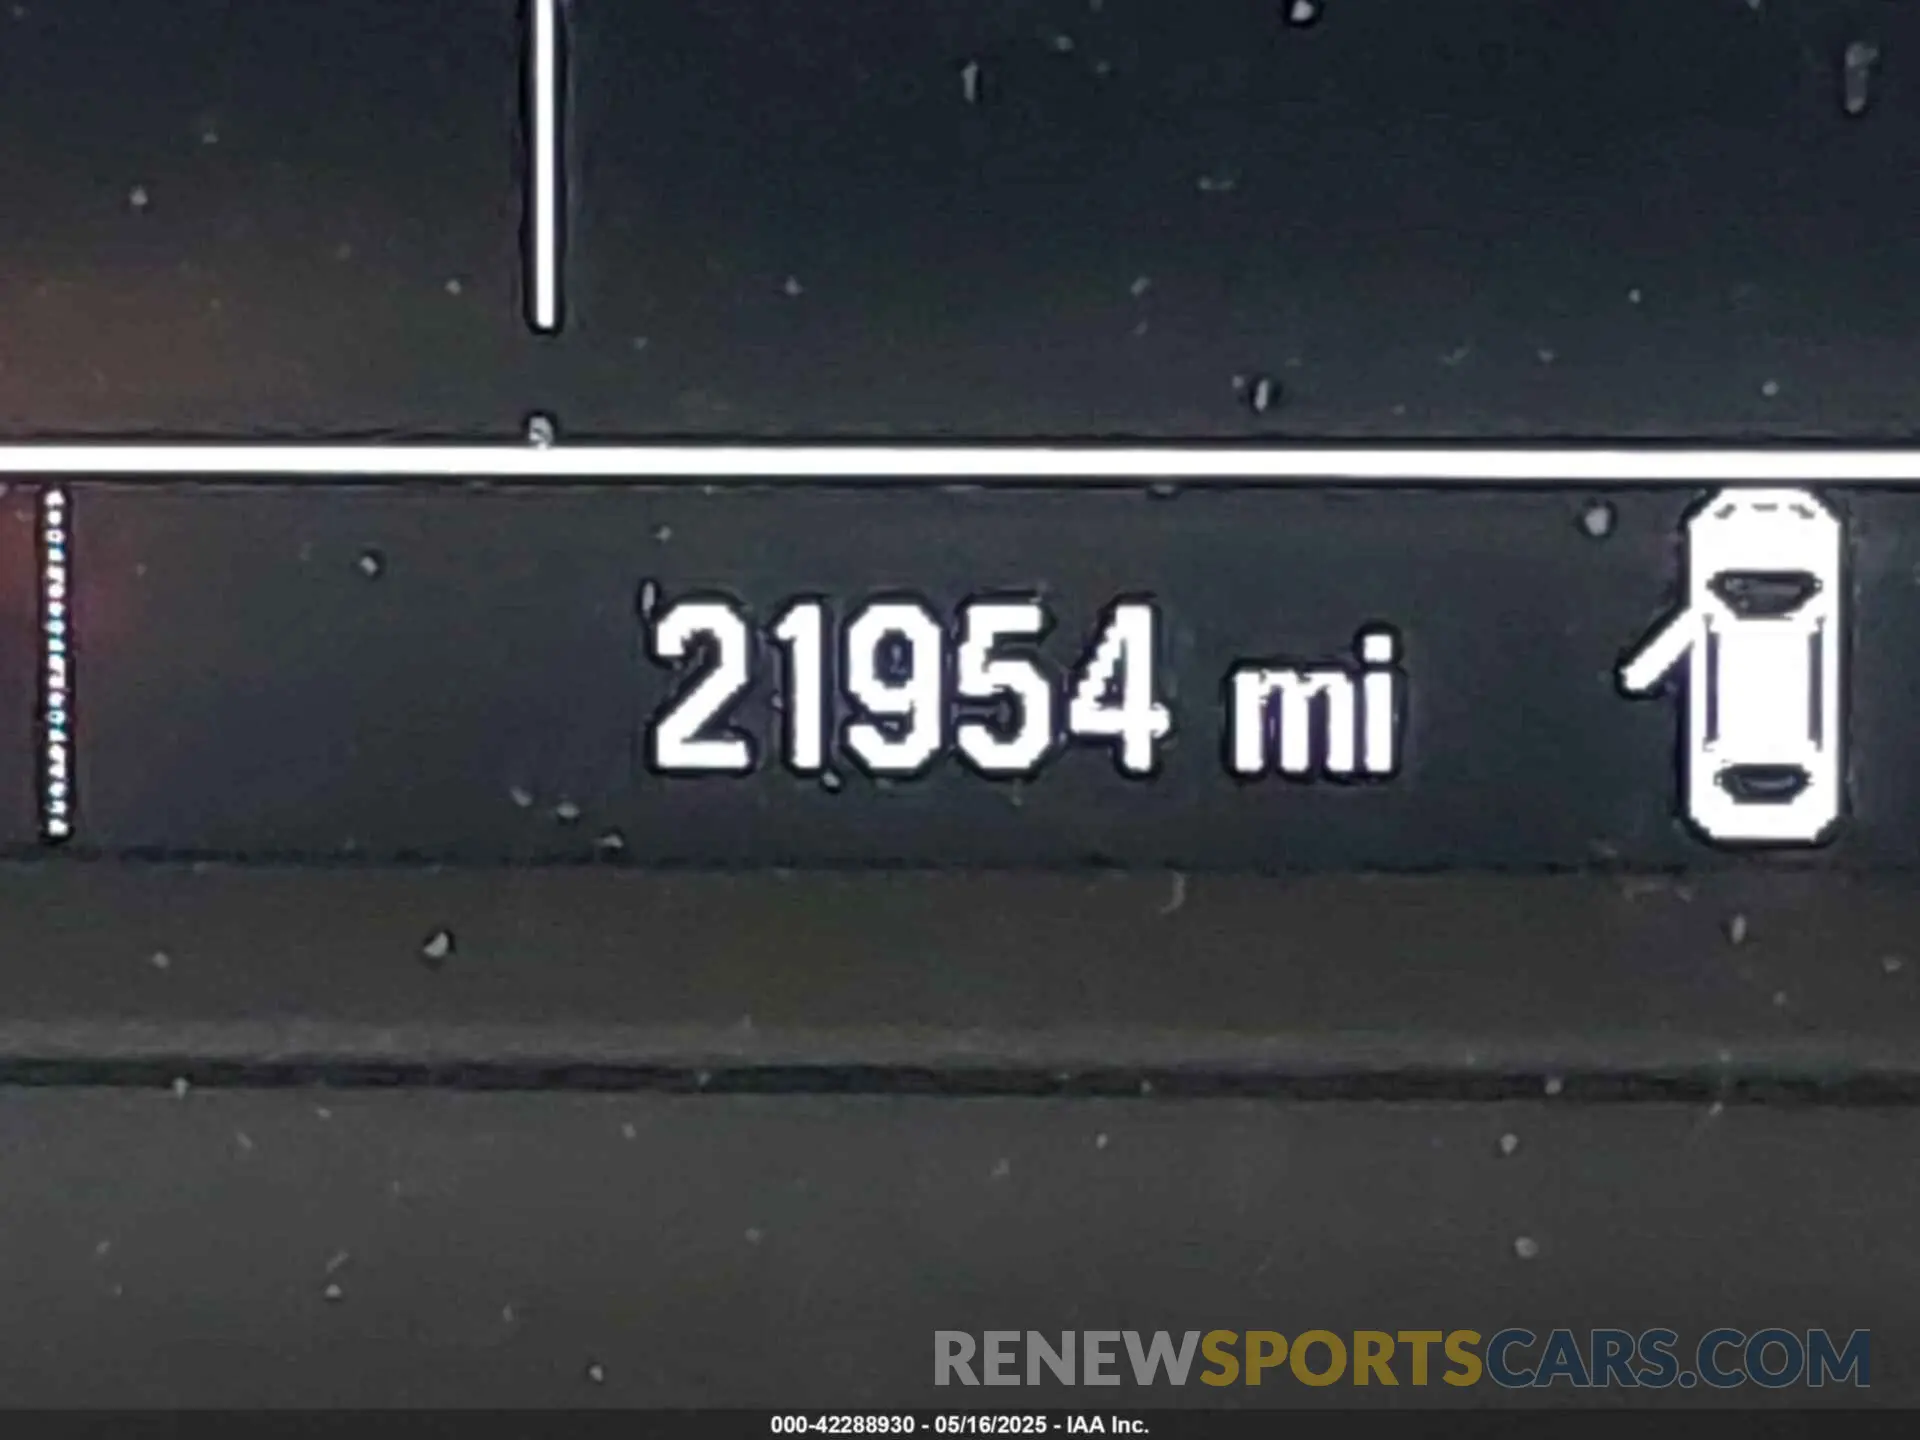 21954 mi
RENEWSPORTSCARS.COM
000-42288930 - 05/16/2025 - IAA Inc.